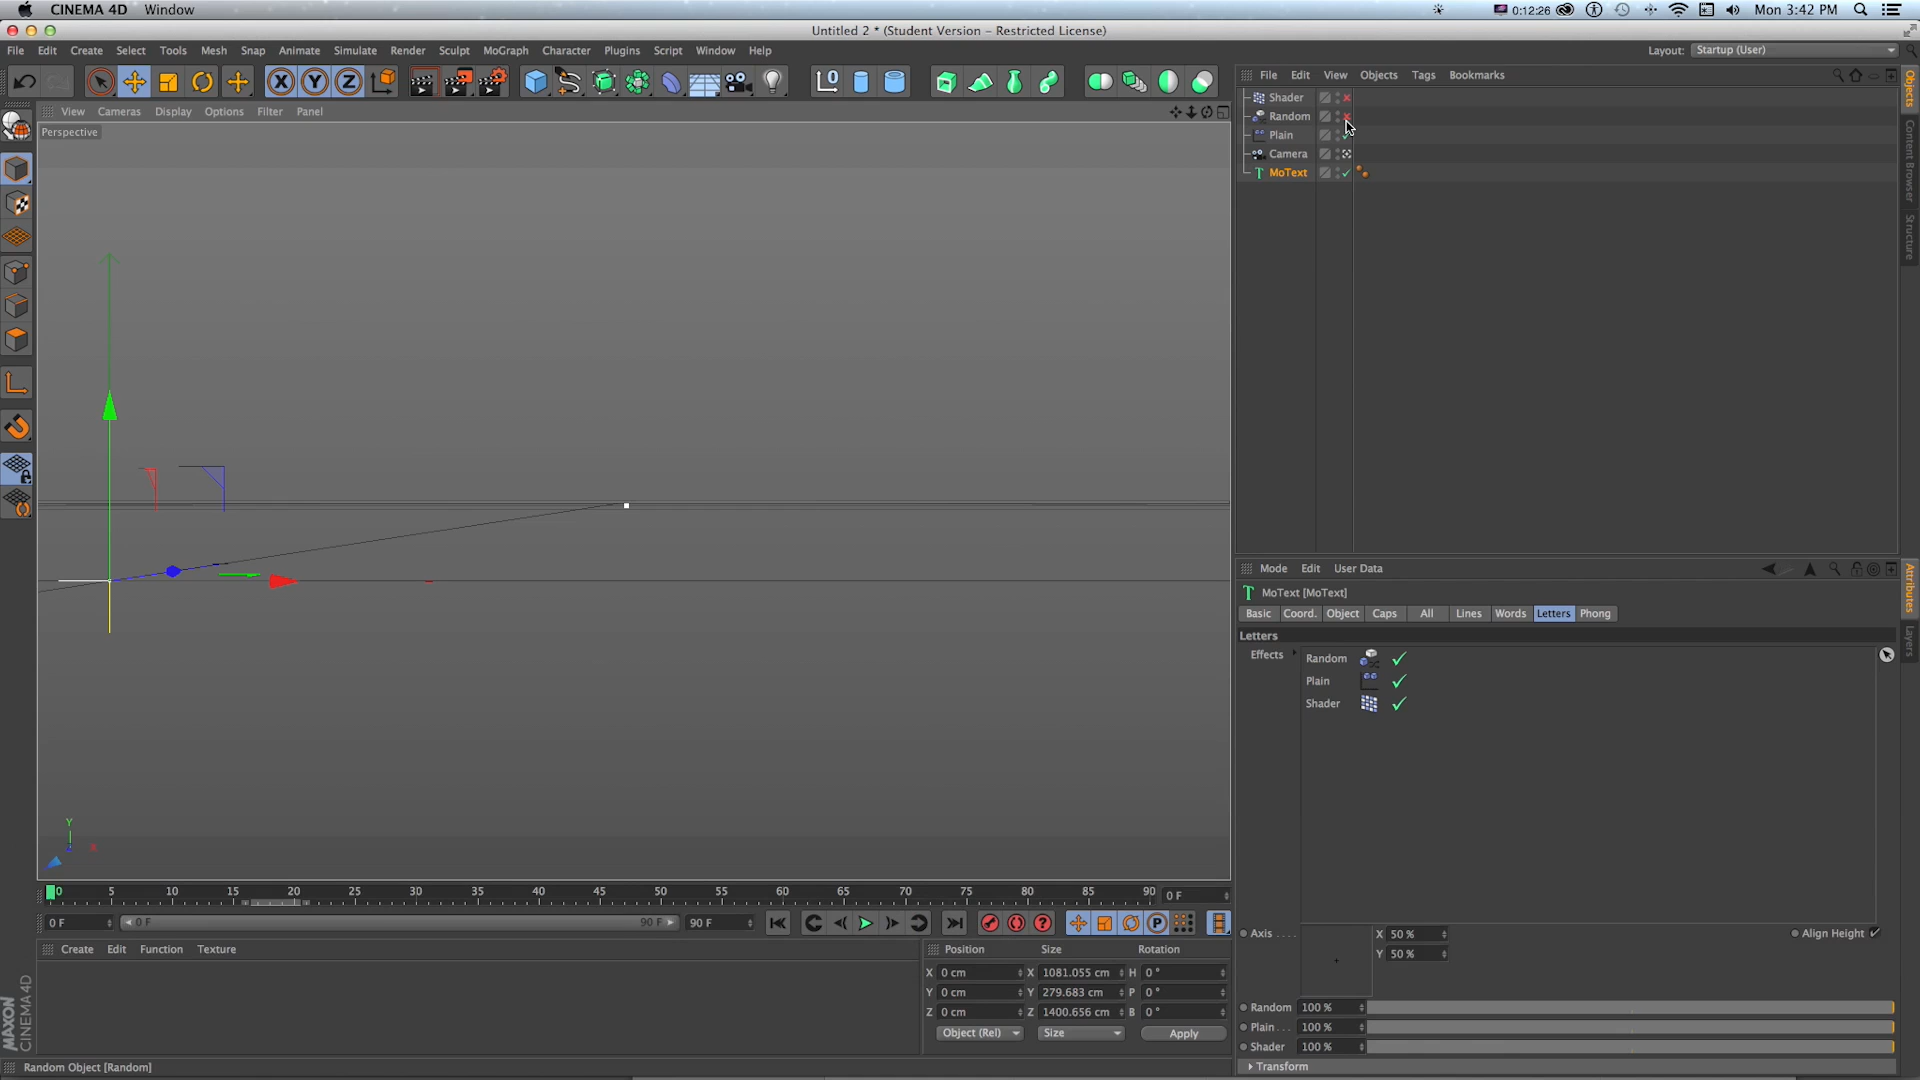 CINEMA 4D Window
0:12:26 Mon 3:42 PM
Untitled 2 * (Student Version – Restricted License)
File Edit Create Select Tools Mesh Snap Animate Simulate Render Sculpt MoGraph Character Plugins Script Window Help
Layout: Startup (User)
X Y Z
File Edit View Objects Tags Bookmarks
Objects
Content Browser
Structure
Shader
Random
Plain
Camera
MoText
View Cameras Display Options Filter Panel
Perspective
Y
X
Mode Edit User Data
Attributes
Layers
MoText [MoText]
Basic Coord. Object Caps All Lines Words Letters Phong
Letters
Effects
Random
Plain
Shader
Axis . . . . X 50 % Align Height
Y 50 %
Random 100 %
Plain . . . 100 %
Shader 100 %
Transform
0 5 10 15 20 25 30 35 40 45 50 55 60 65 70 75 80 85 90 0 F
0 F 0 F 90 F 90 F
Create Edit Function Texture
Position Size Rotation
X 0 cm X 1081.055 cm H 0 °
Y 0 cm Y 279.683 cm P 0 °
Z 0 cm Z 1400.656 cm B 0 °
Object (Rel) Size Apply
MAXON
CINEMA 4D
Random Object [Random]